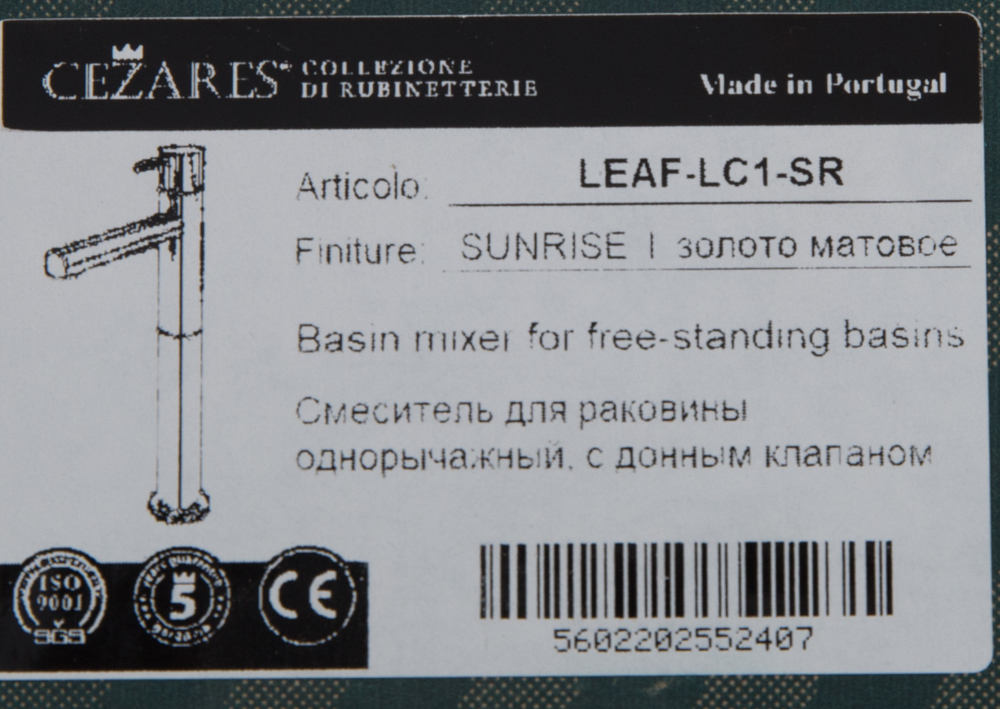 CEZARES® COLLEZIONE
DI RUBINETTERIE
Made in Portugal
Articolo: LEAF-LC1-SR
Finiture: SUNRISE | золото матовое
Basin mixer for free-standing basins
Смеситель для раковины
однорычажный, с донным клапаном
ISO
9001
SGS
5
CE
5602202552407